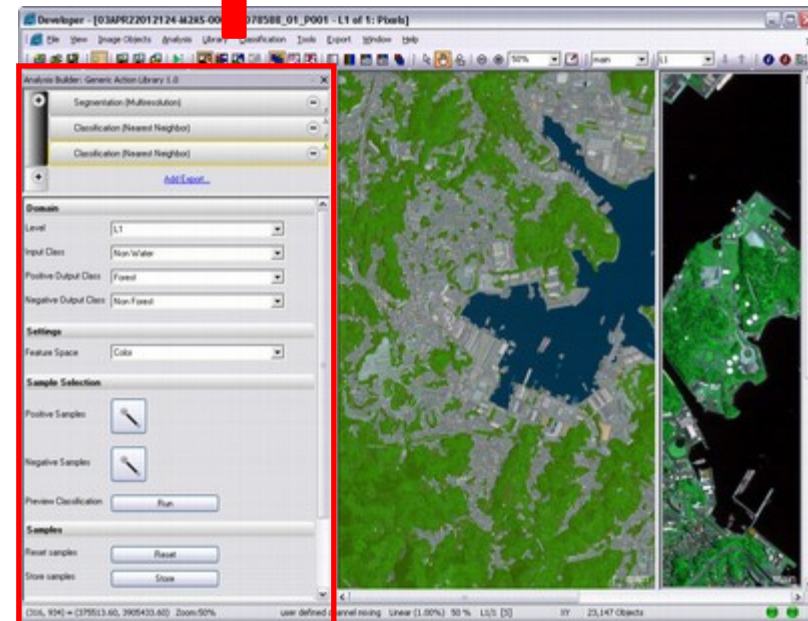 Developer - [03APR22012124-M2AS-00 078588_01_P001 - L1 of 1: Pixels]
File View Image Objects Analysis Library Classification Tools Export Window Help
50% main L1
Analysis Builder: Generic Action Library 1.0
Segmentation (Multiresolution)
Classification (Nearest Neighbor)
Classification (Nearest Neighbor)
Add Export...
Domain
Level L1
Input Class Non Water
Positive Output Class Forest
Negative Output Class Non Forest
Settings
Feature Space Color
Sample Selection
Positive Samples
Negative Samples
Preview Classification Run
Samples
Reset samples Reset
Store samples Store
(316, 934) = (375513.60, 3905433.60) Zoom:50% user defined channel mixing Linear (1.00%) 50 % L1/1 [5] XY 23,147 Objects